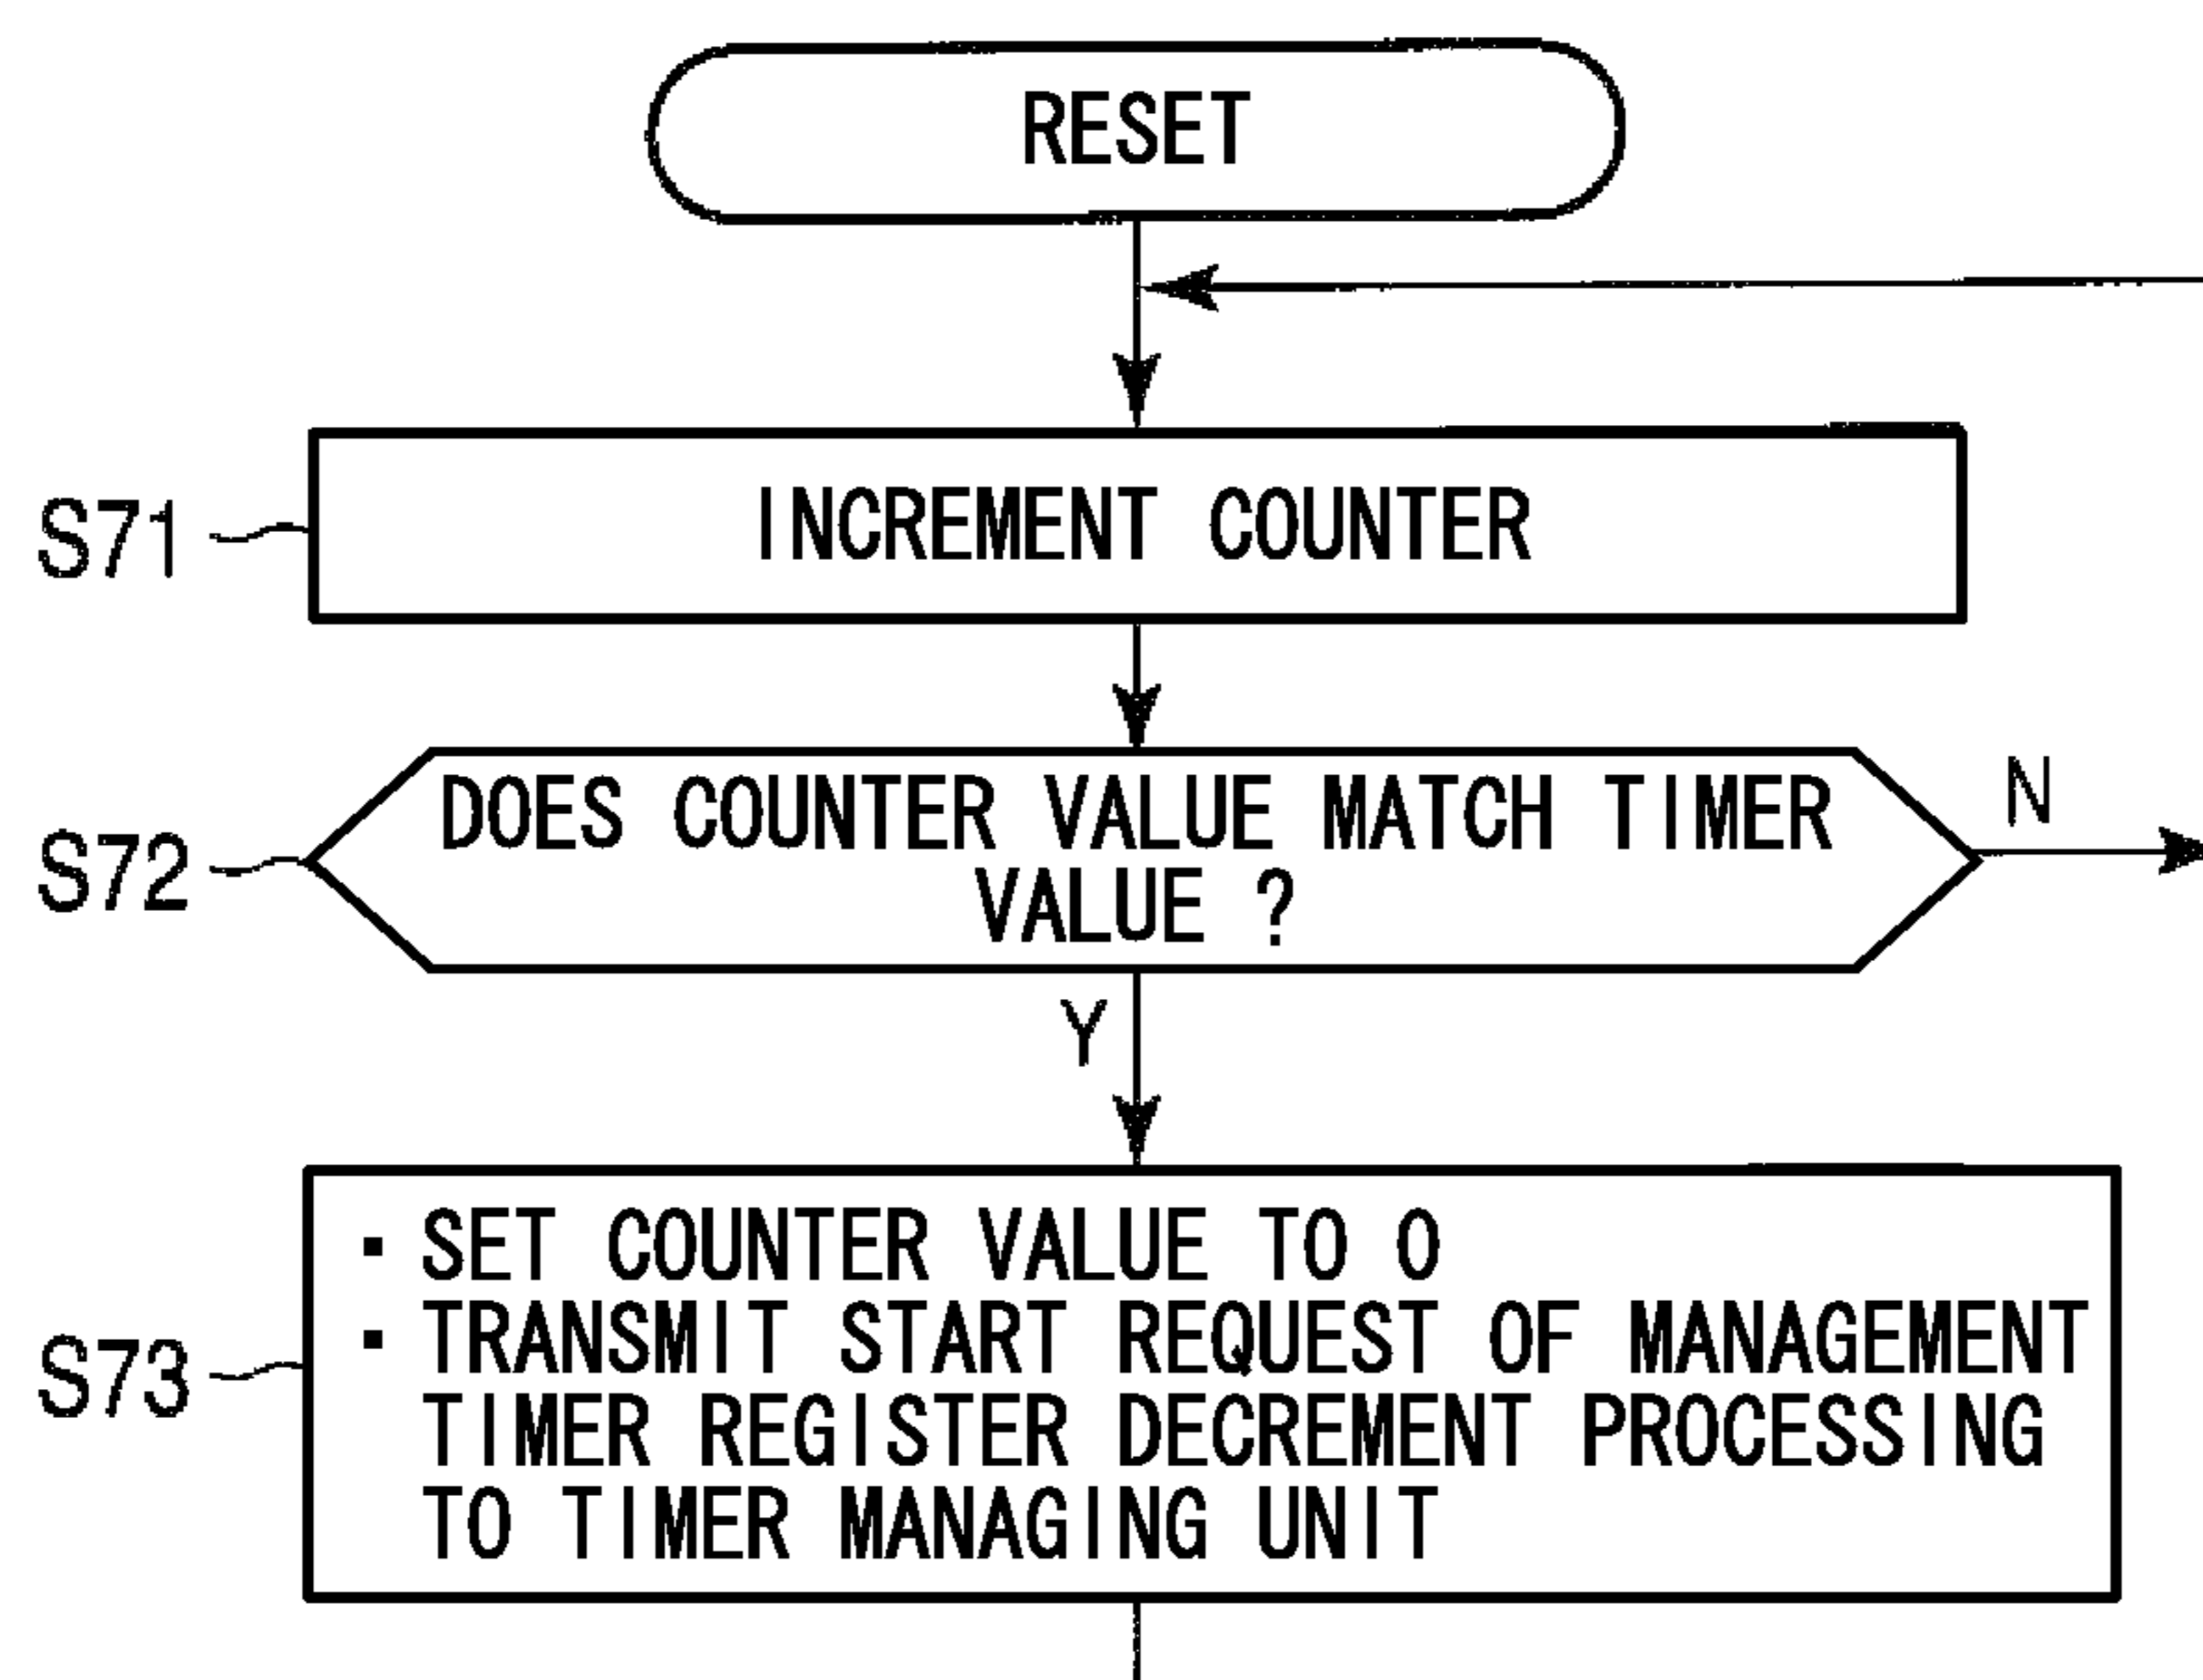 RESET
S71
INCREMENT COUNTER
S72
DOES COUNTER VALUE MATCH TIMER
VALUE ?
N
Y
S73
▪ SET COUNTER VALUE TO 0
▪ TRANSMIT START REQUEST OF MANAGEMENT
TIMER REGISTER DECREMENT PROCESSING
TO TIMER MANAGING UNIT